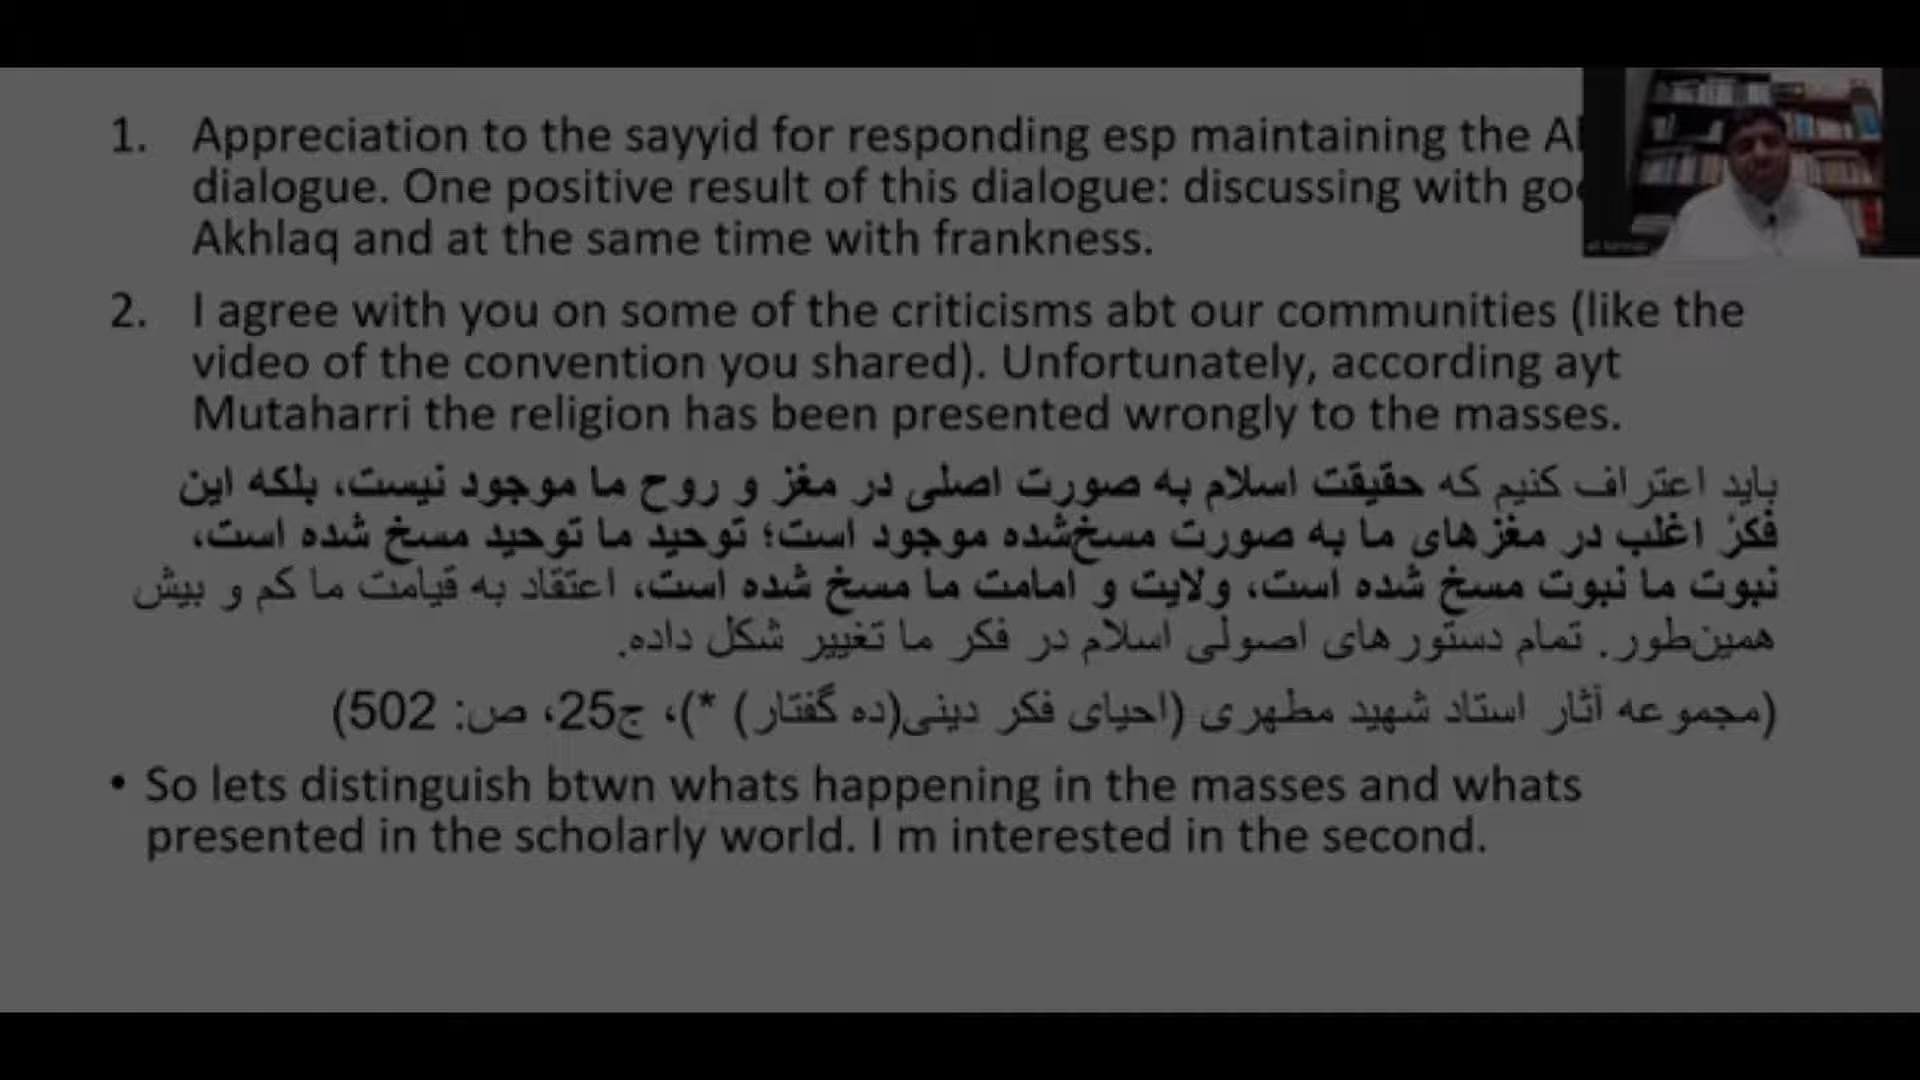 1. Appreciation to the sayyid for responding esp maintaining the
dialogue. One positive result of this dialogue: discussing with
Akhlaq and at the same time with frankness.
2. I agree with you on some of the criticisms abt our communities (like the
video of the convention you shared). Unfortunately, according ayt
Mutaharri the religion has been presented wrongly to the masses.
باید اعتراف کنیم که حقیقت اسلام به صورت اصلی در مغز و روح ما موجود نیست، بلکه این
فکر اغلب در مغزهای ما به صورت مسخ‌شده موجود است؛ توحید ما توحید مسخ شده است،
نبوت ما نبوت مسخ شده است، ولایت و امامت ما مسخ شده است، اعتقاد به قیامت ما کم و بیش
همین‌طور. تمام دستورهای اصولی اسلام در فکر ما تغییر شکل داده.
(مجموعه آثار استاد شهید مطهری (احیای فکر دینی(ده گفتار) *)، ج25، ص: 502)
• So lets distinguish btwn whats happening in the masses and whats
presented in the scholarly world. I m interested in the second.